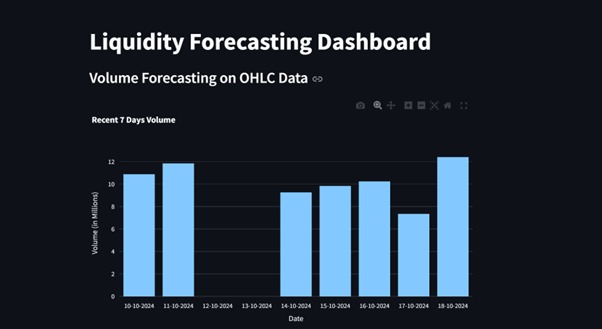 Liquidity Forecasting Dashboard
Volume Forecasting on OHLC Data
Recent 7 Days Volume
Volume (in Millions)
12
10
8
6
4
2
0
10-10-2024 11-10-2024 12-10-2024 13-10-2024 14-10-2024 15-10-2024 16-10-2024 17-10-2024 18-10-2024
Date